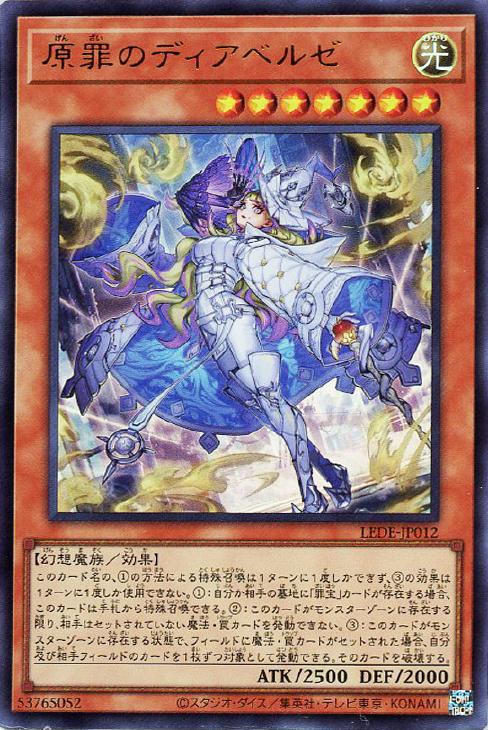 原罪のディアベルゼ
光
LEDE-JP012
【幻想魔族／効果】
このカード名の、①の方法による特殊召喚は1ターンに1度しかできず、③の効果は
1ターンに1度しか使用できない。①：自分か相手の墓地に「罪宝」カードが存在する場合、
このカードは手札から特殊召喚できる。②：このカードがモンスターゾーンに存在する
限り、相手はセットされていない魔法・罠カードを発動できない。③：このカードがモン
スターゾーンに存在する状態で、フィールドに魔法・罠カードがセットされた場合、自分
及び相手フィールドのカードを1枚ずつ対象として発動できる。そのカードを破壊する。
ATK/2500 DEF/2000
53765052 ©スタジオ・ダイス／集英社・テレビ東京・KONAMI